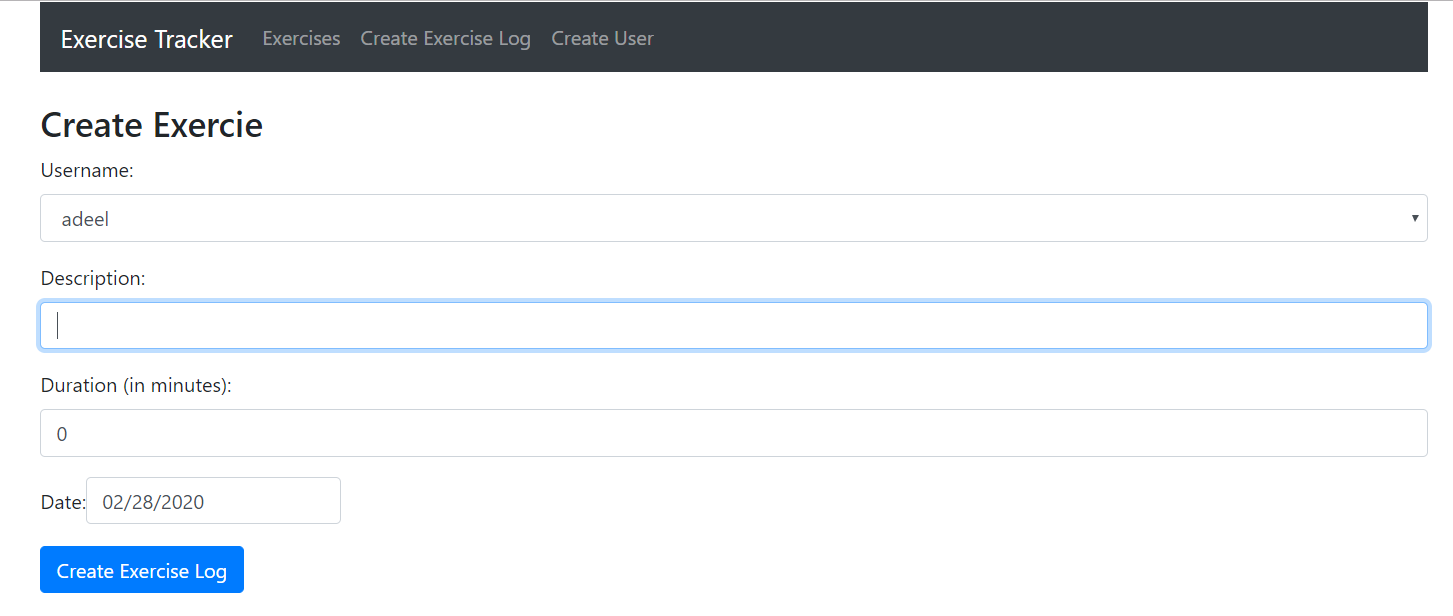 Exercise Tracker Exercises Create Exercise Log Create User
Create Exercie
Username:
adeel
Description:
Duration (in minutes):
0
Date: 02/28/2020
Create Exercise Log